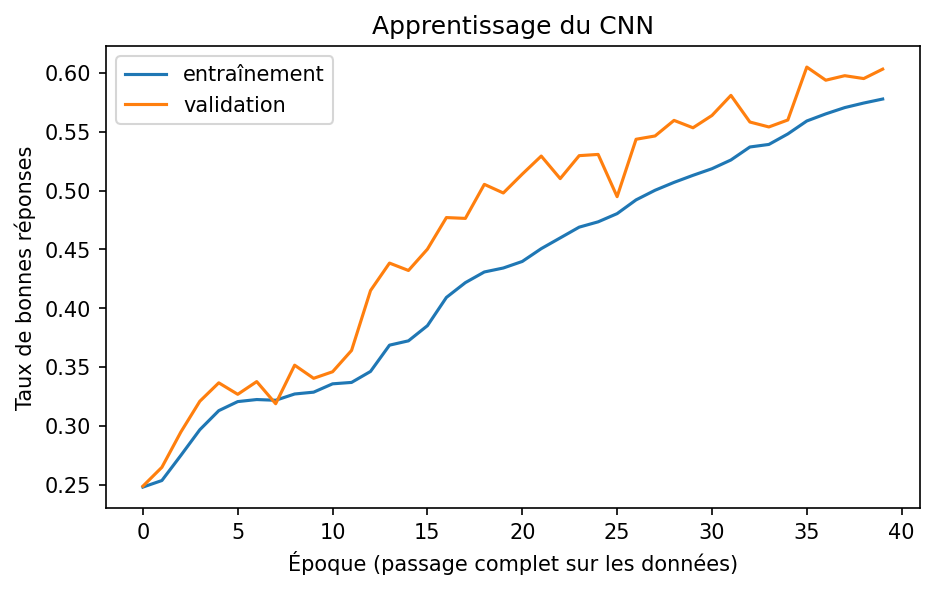 Apprentissage du CNN
entraînement
validation
Taux de bonnes réponses
0.60
0.55
0.50
0.45
0.40
0.35
0.30
0.25
0 5 10 15 20 25 30 35 40
Époque (passage complet sur les données)